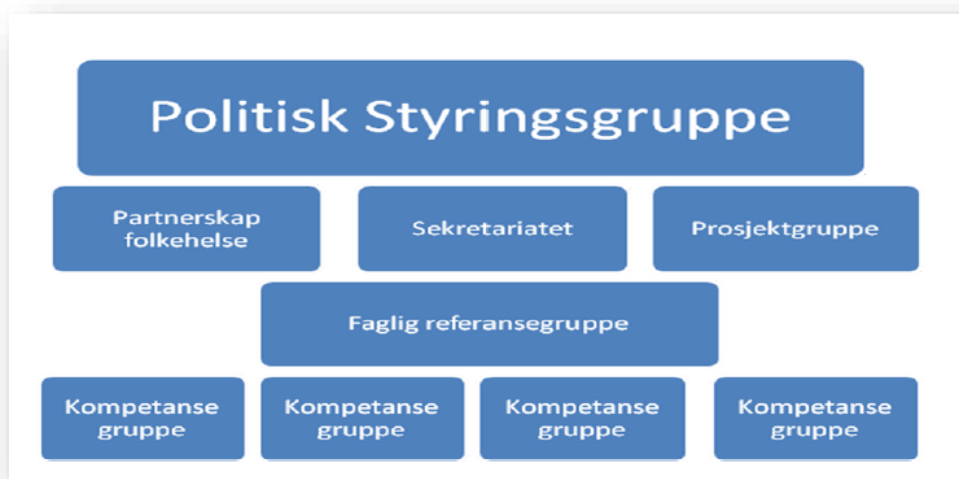 Politisk Styringsgruppe
Partnerskap
folkehelse
Sekretariatet
Prosjektgruppe
Faglig referansegruppe
Kompetanse
gruppe
Kompetanse
gruppe
Kompetanse
gruppe
Kompetanse
gruppe